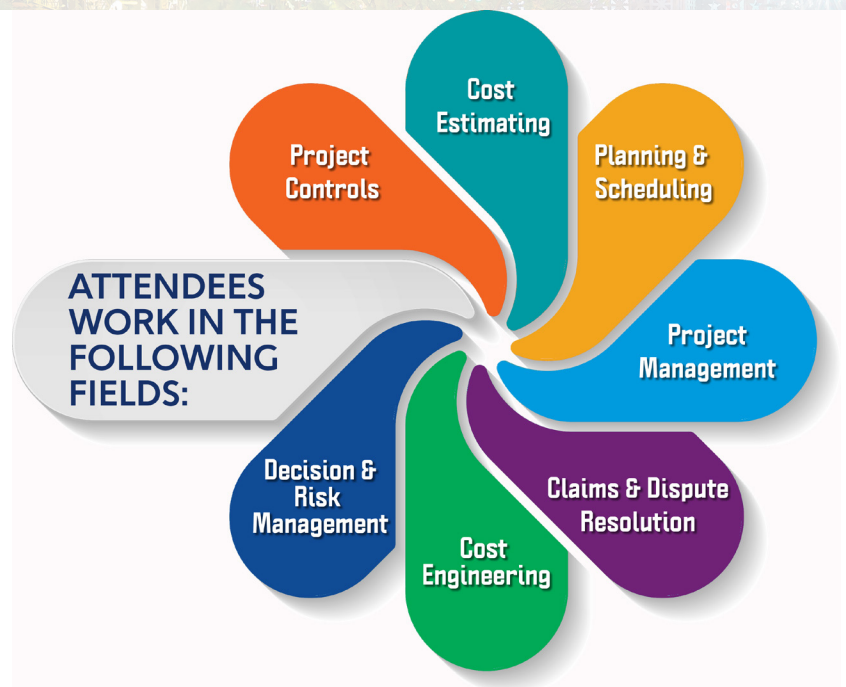 ATTENDEES
WORK IN THE
FOLLOWING
FIELDS:
Project
Controls
Cost
Estimating
Planning &
Scheduling
Project
Management
Claims & Dispute
Resolution
Cost
Engineering
Decision &
Risk
Management